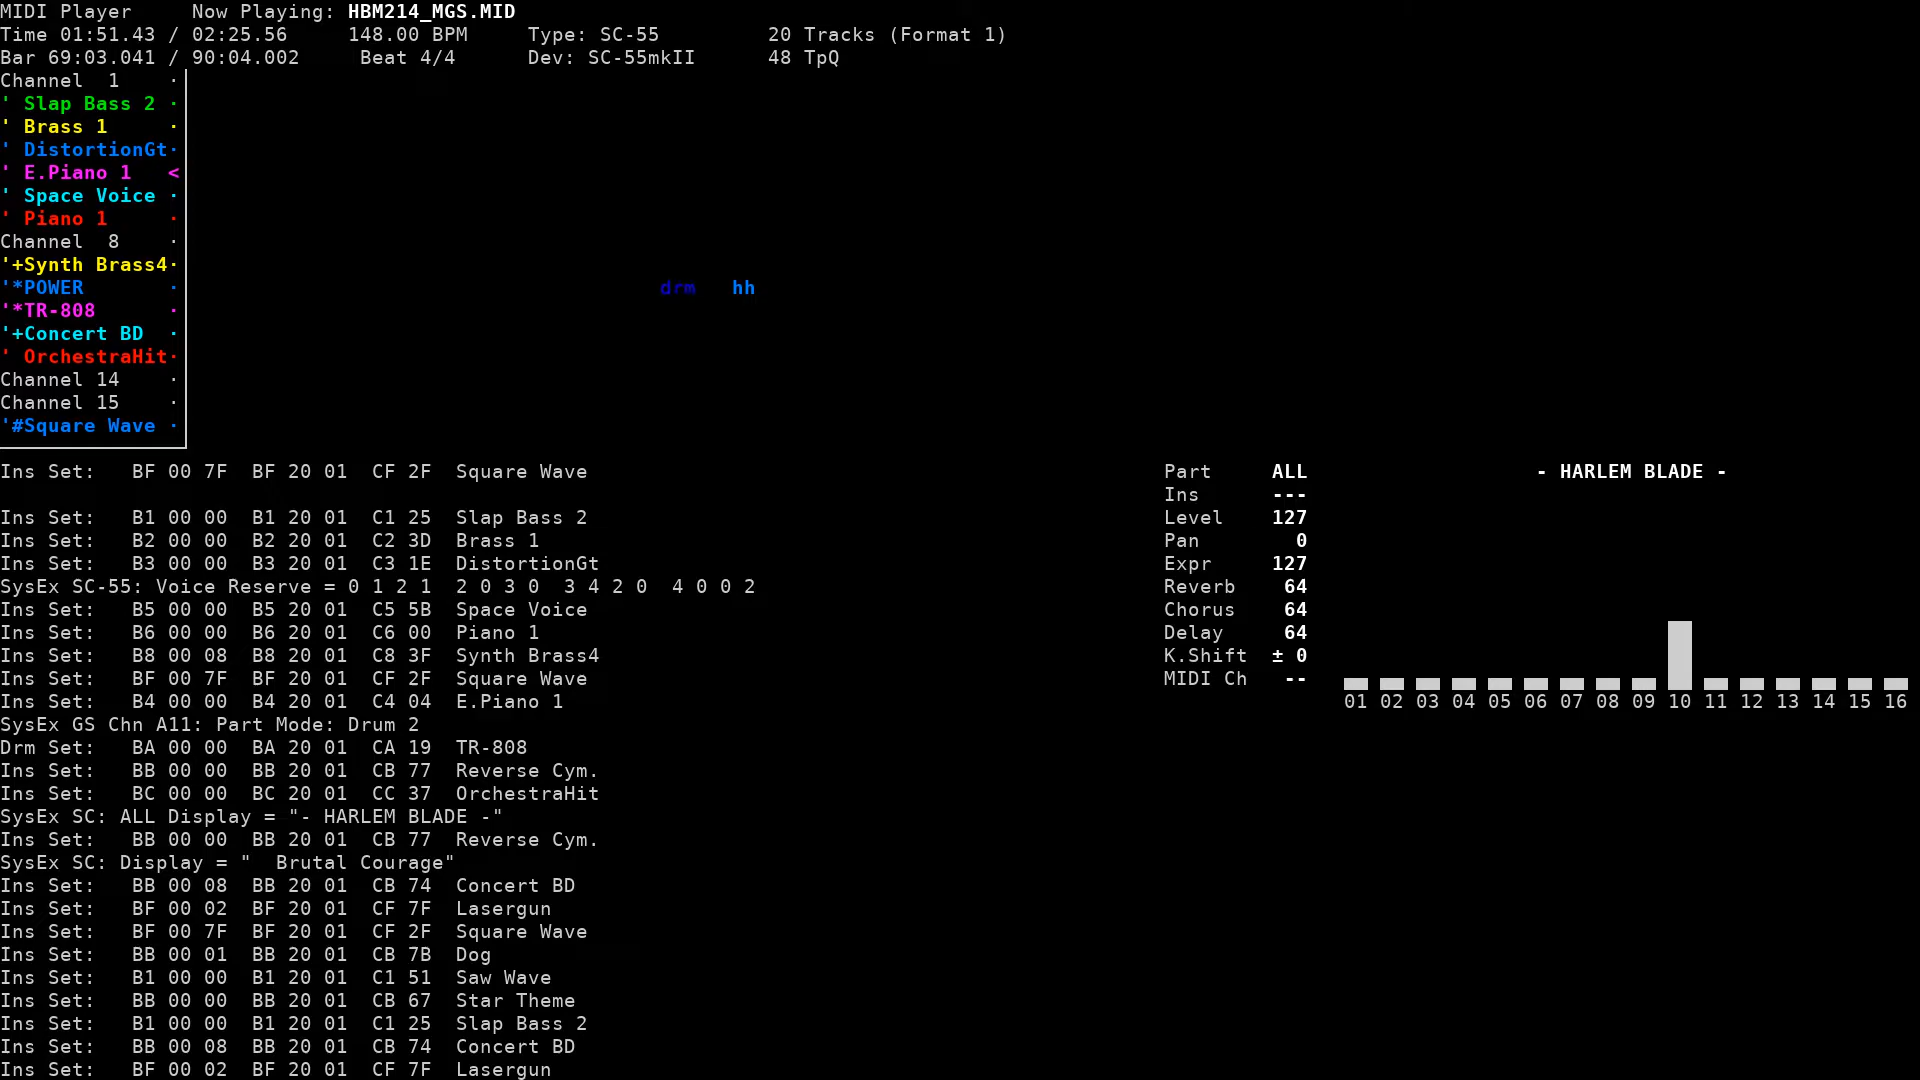 MIDI Player     Now Playing: HBM214_MGS.MID
Time 01:51.43 / 02:25.56     148.00 BPM     Type: SC-55         20 Tracks (Format 1)
Bar 69:03.041 / 90:04.002     Beat 4/4      Dev: SC-55mkII      48 TpQ
Channel  1    ·
' Slap Bass 2 ·
' Brass 1     ·
' DistortionGt·
' E.Piano 1   <
' Space Voice ·
' Piano 1     ·
Channel  8    ·
'+Synth Brass4·
'*POWER       · drm   hh
'*TR-808      ·
'+Concert BD  ·
' OrchestraHit·
Channel 14    ·
Channel 15    ·
'#Square Wave ·
Ins Set:   BF 00 7F  BF 20 01  CF 2F  Square Wave
Ins Set:   B1 00 00  B1 20 01  C1 25  Slap Bass 2
Ins Set:   B2 00 00  B2 20 01  C2 3D  Brass 1
Ins Set:   B3 00 00  B3 20 01  C3 1E  DistortionGt
SysEx SC-55: Voice Reserve = 0 1 2 1  2 0 3 0  3 4 2 0  4 0 0 2
Ins Set:   B5 00 00  B5 20 01  C5 5B  Space Voice
Ins Set:   B6 00 00  B6 20 01  C6 00  Piano 1
Ins Set:   B8 00 08  B8 20 01  C8 3F  Synth Brass4
Ins Set:   BF 00 7F  BF 20 01  CF 2F  Square Wave
Ins Set:   B4 00 00  B4 20 01  C4 04  E.Piano 1
SysEx GS Chn A11: Part Mode: Drum 2
Drm Set:   BA 00 00  BA 20 01  CA 19  TR-808
Ins Set:   BB 00 00  BB 20 01  CB 77  Reverse Cym.
Ins Set:   BC 00 00  BC 20 01  CC 37  OrchestraHit
SysEx SC: ALL Display = "- HARLEM BLADE -"
Ins Set:   BB 00 00  BB 20 01  CB 77  Reverse Cym.
SysEx SC: Display = "  Brutal Courage"
Ins Set:   BB 00 08  BB 20 01  CB 74  Concert BD
Ins Set:   BF 00 02  BF 20 01  CF 7F  Lasergun
Ins Set:   BF 00 7F  BF 20 01  CF 2F  Square Wave
Ins Set:   BB 00 01  BB 20 01  CB 7B  Dog
Ins Set:   B1 00 00  B1 20 01  C1 51  Saw Wave
Ins Set:   BB 00 00  BB 20 01  CB 67  Star Theme
Ins Set:   B1 00 00  B1 20 01  C1 25  Slap Bass 2
Ins Set:   BB 00 08  BB 20 01  CB 74  Concert BD
Ins Set:   BF 00 02  BF 20 01  CF 7F  Lasergun
Part     ALL
Ins      ---
Level    127
Pan        0
Expr     127
Reverb    64
Chorus    64
Delay     64
K.Shift  ± 0
MIDI Ch   --
- HARLEM BLADE -
01 02 03 04 05 06 07 08 09 10 11 12 13 14 15 16